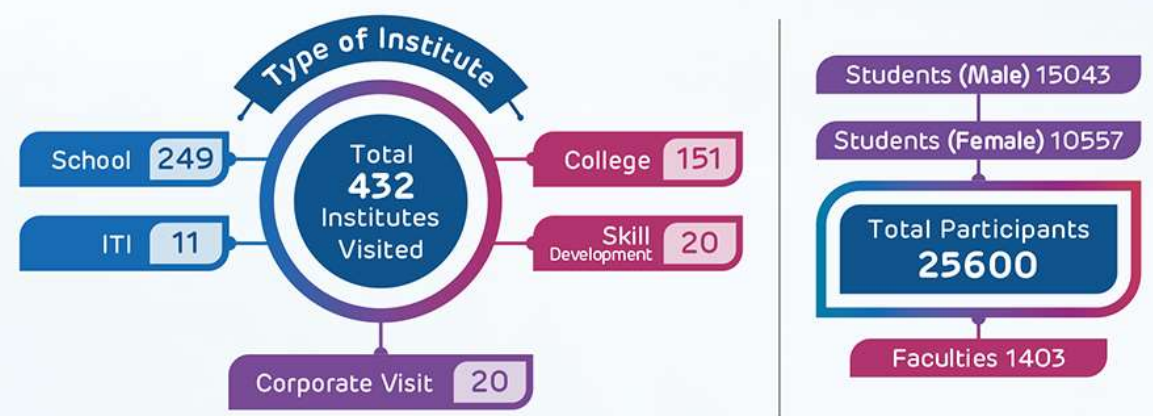 Type of Institute
School 249
ITI 11
Total
432
Institutes
Visited
College 151
Skill
Development 20
Corporate Visit 20
Students (Male) 15043
Students (Female) 10557
Total Participants
25600
Faculties 1403